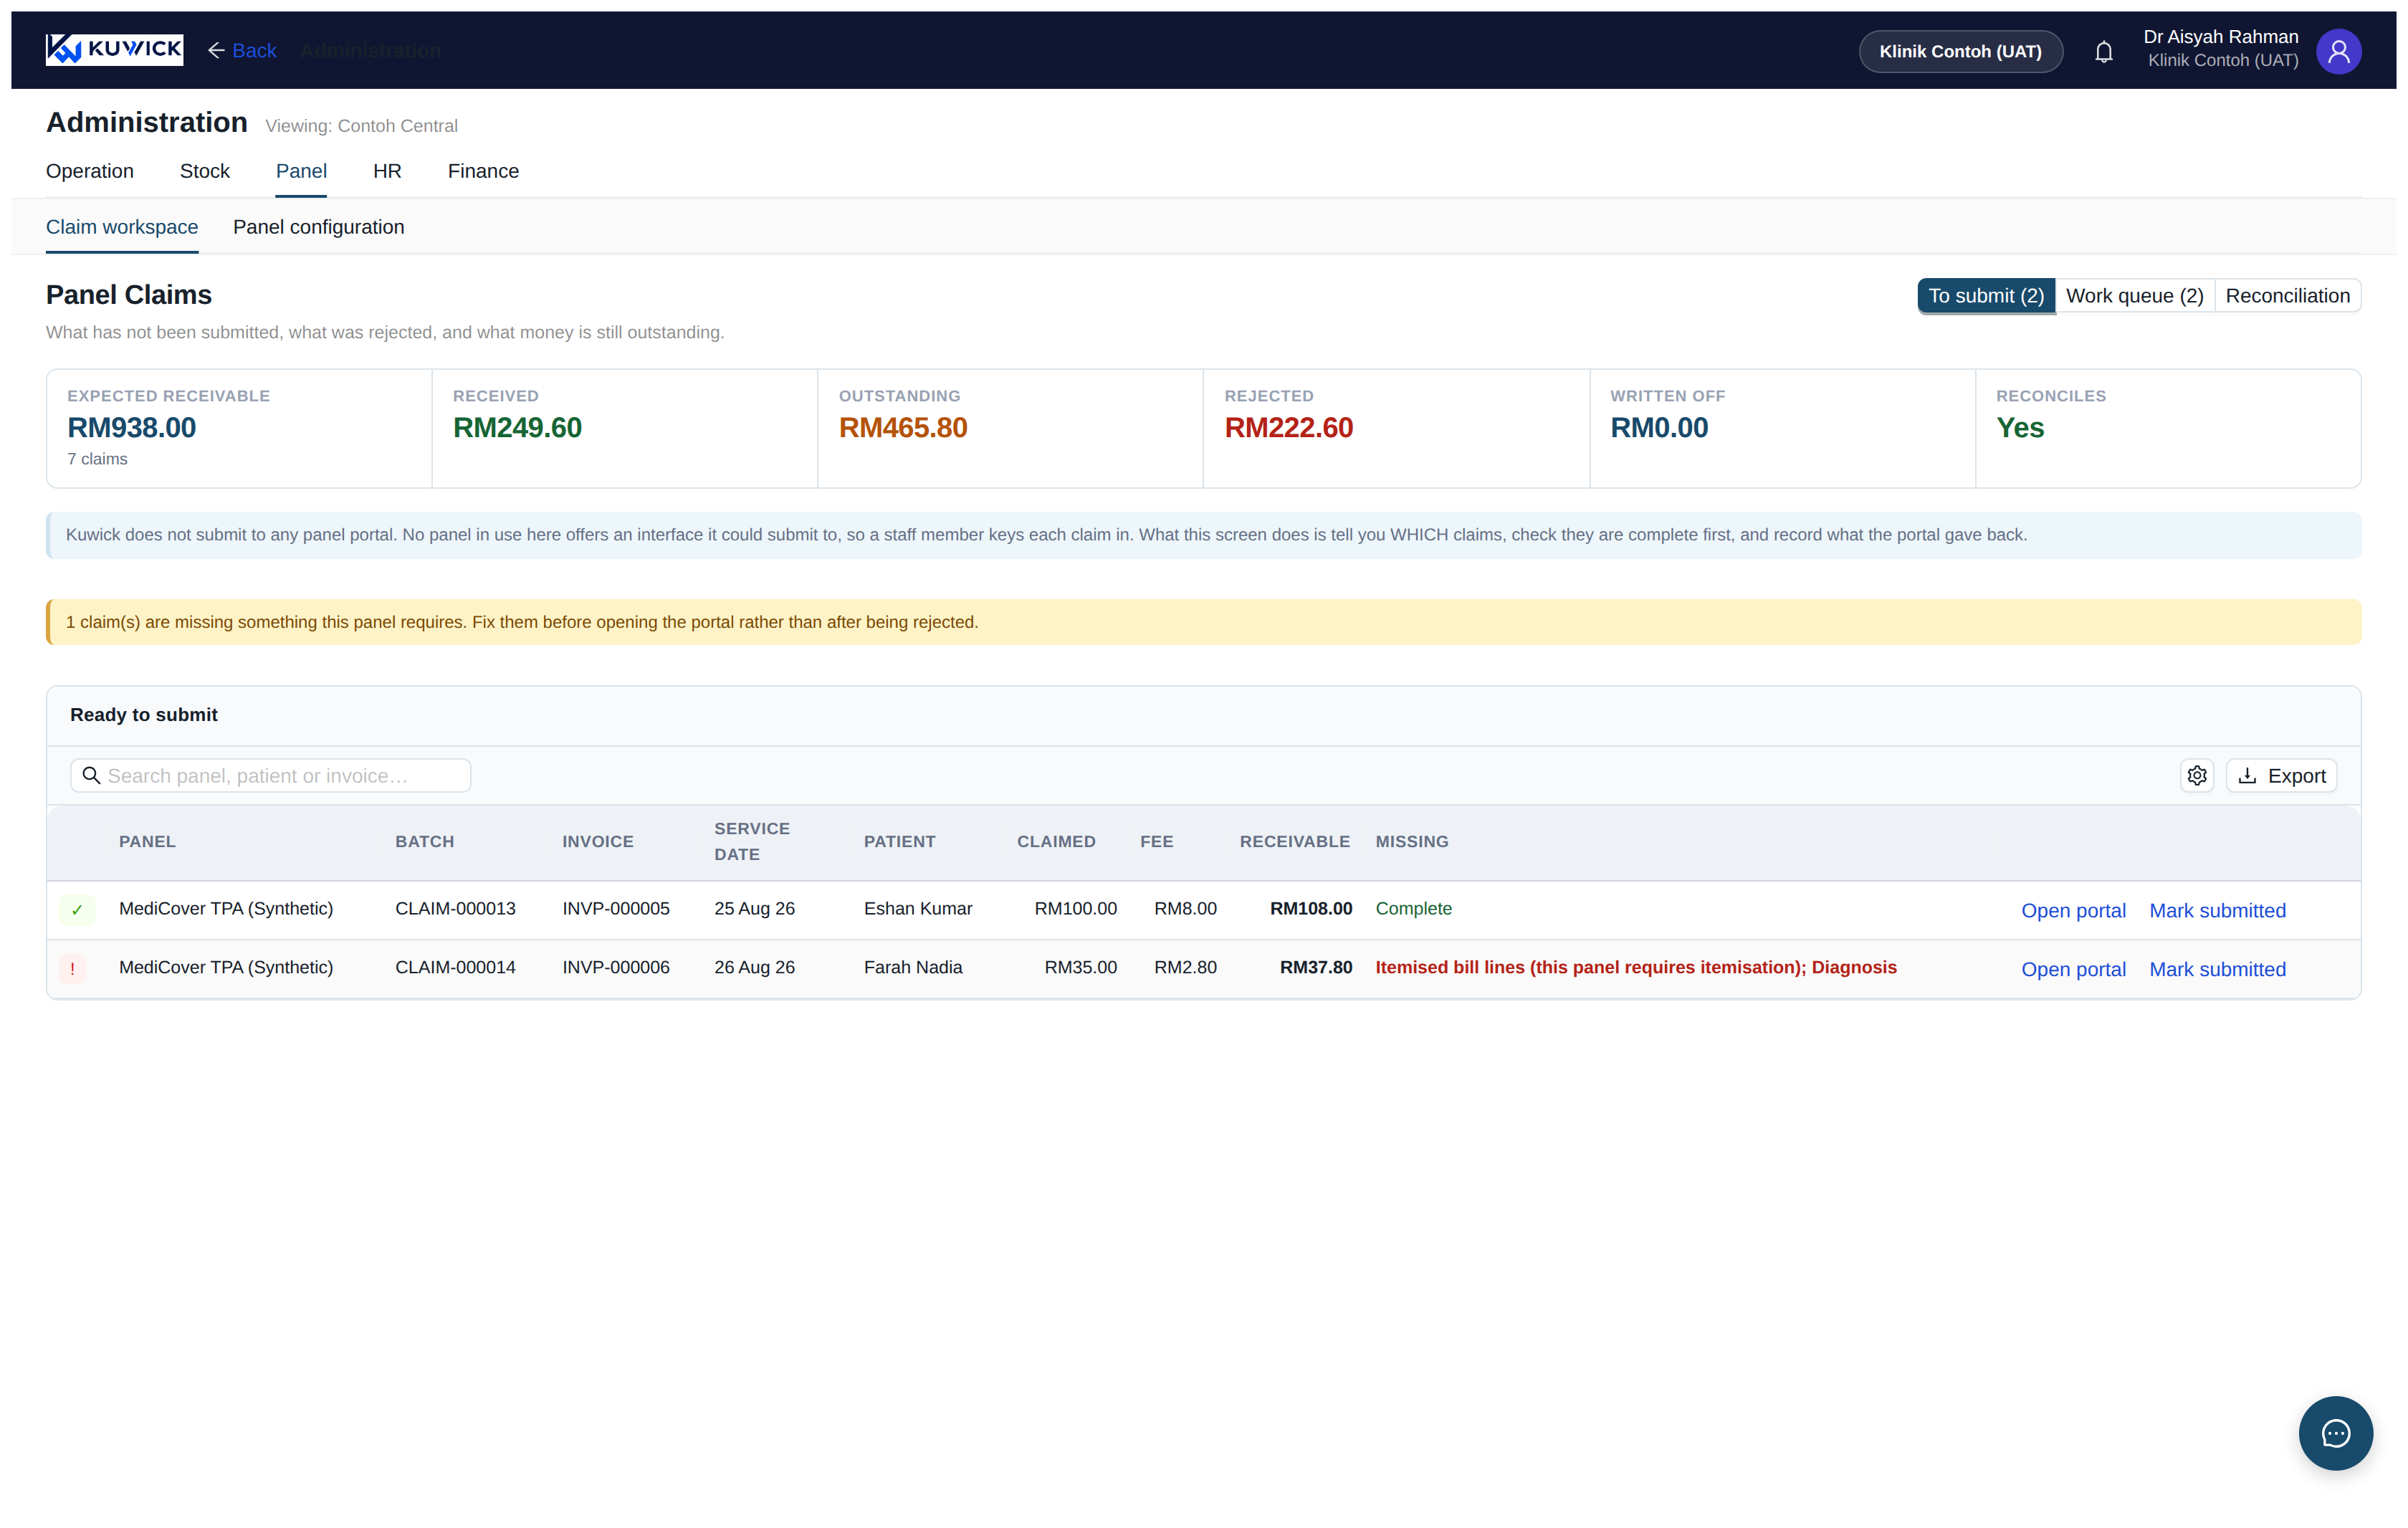 KUWICK
Back Administration
Klinik Contoh (UAT)
Dr Aisyah Rahman
Klinik Contoh (UAT)
Administration Viewing: Contoh Central
Operation Stock Panel HR Finance
Claim workspace Panel configuration
Panel Claims
To submit (2) Work queue (2) Reconciliation
What has not been submitted, what was rejected, and what money is still outstanding.
EXPECTED RECEIVABLE RECEIVED OUTSTANDING REJECTED WRITTEN OFF RECONCILES
RM938.00 RM249.60 RM465.80 RM222.60 RM0.00 Yes
7 claims
Kuwick does not submit to any panel portal. No panel in use here offers an interface it could submit to, so a staff member keys each claim in. What this screen does is tell you WHICH claims, check they are complete first, and record what the portal gave back.
1 claim(s) are missing something this panel requires. Fix them before opening the portal rather than after being rejected.
Ready to submit
Search panel, patient or invoice…
Export
PANEL BATCH INVOICE SERVICE DATE PATIENT CLAIMED FEE RECEIVABLE MISSING
✓ MediCover TPA (Synthetic) CLAIM-000013 INVP-000005 25 Aug 26 Eshan Kumar RM100.00 RM8.00 RM108.00 Complete Open portal Mark submitted
! MediCover TPA (Synthetic) CLAIM-000014 INVP-000006 26 Aug 26 Farah Nadia RM35.00 RM2.80 RM37.80 Itemised bill lines (this panel requires itemisation); Diagnosis Open portal Mark submitted